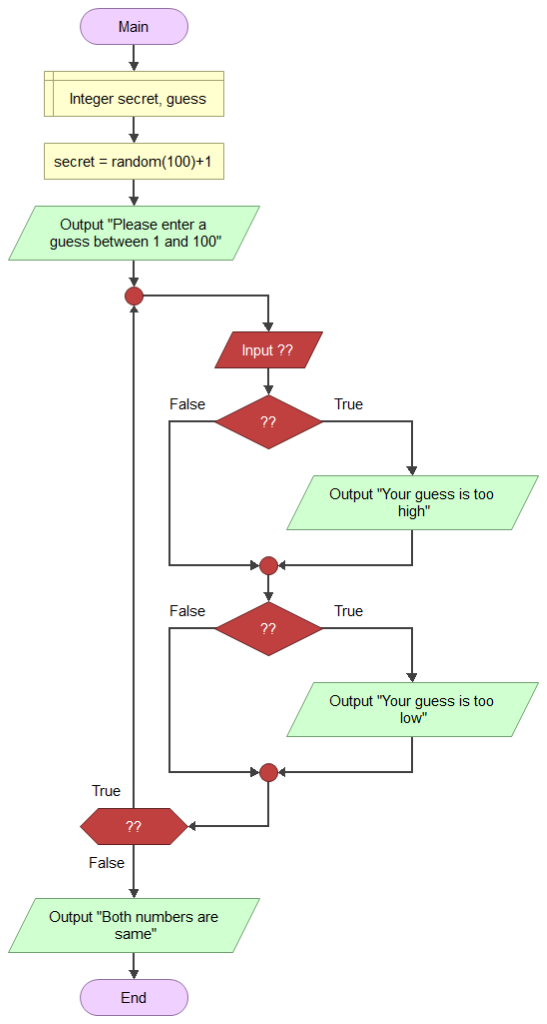 Main
Integer secret, guess
secret = random(100)+1
Output "Please enter a
guess between 1 and 100"
Input ??
False
True
??
Output "Your guess is too
high"
False
True
??
Output "Your guess is too
low"
True
??
False
Output "Both numbers are
same"
End